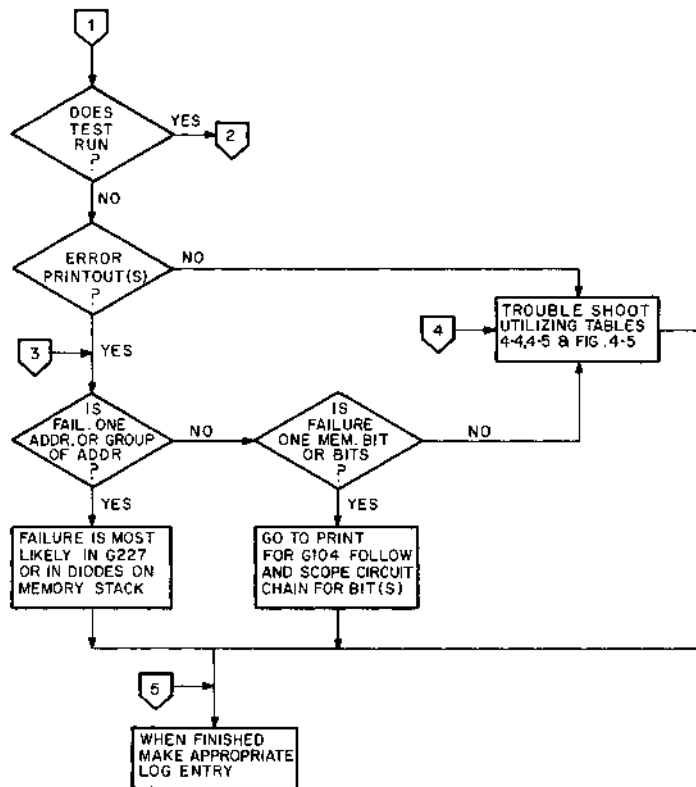 1
DOES
TEST
RUN
?
YES
2
NO
ERROR
PRINTOUT(S)
?
NO
YES
3
4
TROUBLE SHOOT
UTILIZING TABLES
4-4,4-5 & FIG. 4-5
IS
FAIL. ONE
ADDR. OR GROUP
OF ADDR
?
NO
YES
IS
FAILURE
ONE MEM. BIT
OR BITS
?
NO
YES
FAILURE IS MOST
LIKELY IN G227
OR IN DIODES ON
MEMORY STACK
GO TO PRINT
FOR G104 FOLLOW
AND SCOPE CIRCUIT
CHAIN FOR BIT(S)
5
WHEN FINISHED
MAKE APPROPRIATE
LOG ENTRY